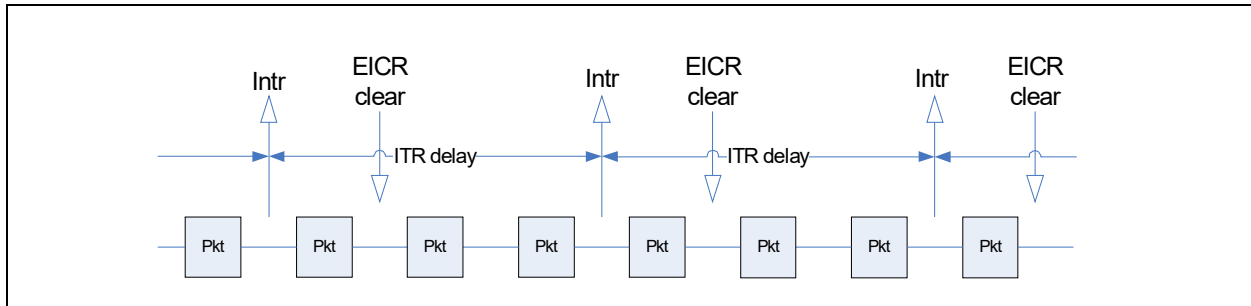 Intr
EICR
clear
Intr
EICR
clear
Intr
EICR
clear
ITR delay
ITR delay
Pkt
Pkt
Pkt
Pkt
Pkt
Pkt
Pkt
Pkt